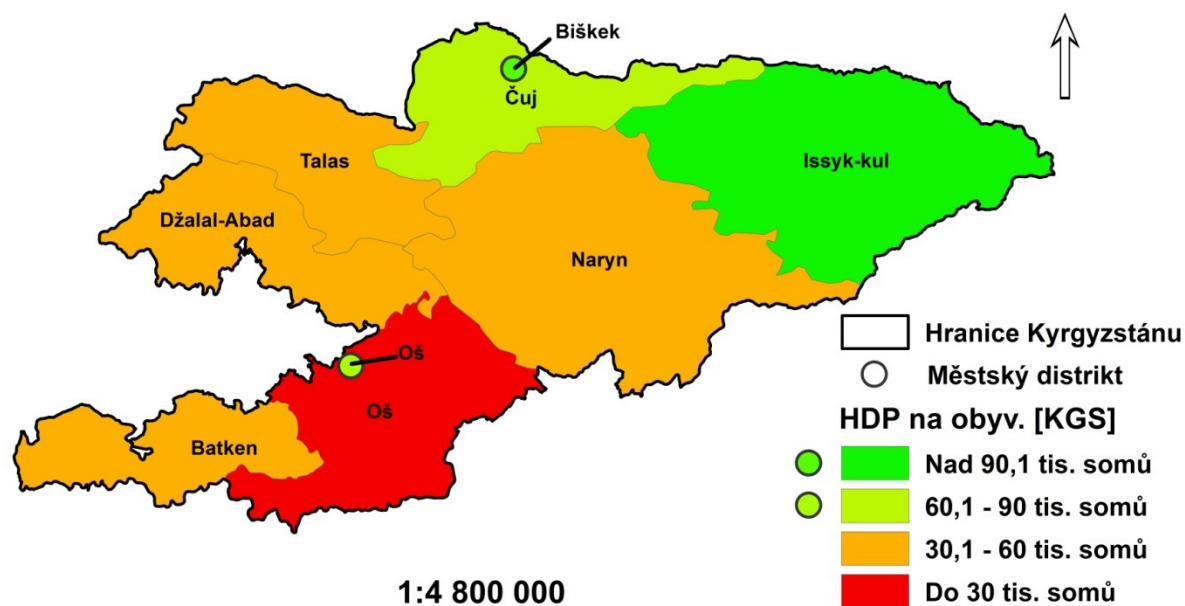 Biškek
Čuj
Talas
Issyk-kul
Džalal-Abad
Naryn
Oš
Oš
Batken
Hranice Kyrgyzstánu
Městský distrikt
HDP na obyv. [KGS]
Nad 90,1 tis. somů
60,1 - 90 tis. somů
30,1 - 60 tis. somů
Do 30 tis. somů
1:4 800 000